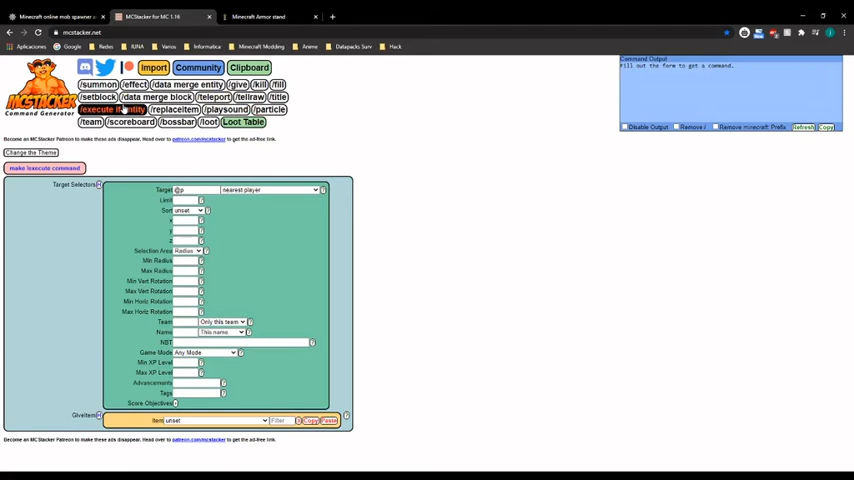 Minecraft online mob spawner
MCStacker for MC 1.16
Minecraft Armor stand
mcstacker.net
Aplicaciones
Google
Redes
Varios
Informatica
Minecraft Modding
Anime
Datapacks Surv
Hack
MCSTACKER
Command Generator
Import
Community
Clipboard
/summon
/effect
/data merge entity
/give
/kill
/fill
/setblock
/data merge block
/teleport
/tellraw
/title
/execute if entity
/replaceitem
/playsound
/particle
/team
/scoreboard
/bossbar
/loot
Loot Table
Command Output
Fill out the form to get a command.
Disable Output
Remove /
Remove minecraft: Prefix
Refresh
Copy
Become an MCStacker Patreon to make these ads disappear. Head over to patreon.com/mcstacker to get the ad-free link.
Change the Theme
make !execute command
Target Selectors
Target @p nearest player
Limit
Sort unset
x
y
z
Selection Area Radius
Min Radius
Max Radius
Min Vert Rotation
Max Vert Rotation
Min Horiz Rotation
Max Horiz Rotation
Team Only this team
Name This name
NBT
Game Mode Any Mode
Min XP Level
Max XP Level
Advancements
Tags
Score Objectives
GiveItem
Item unset Filter Copy Paste
Become an MCStacker Patreon to make these ads disappear. Head over to patreon.com/mcstacker to get the ad-free link.